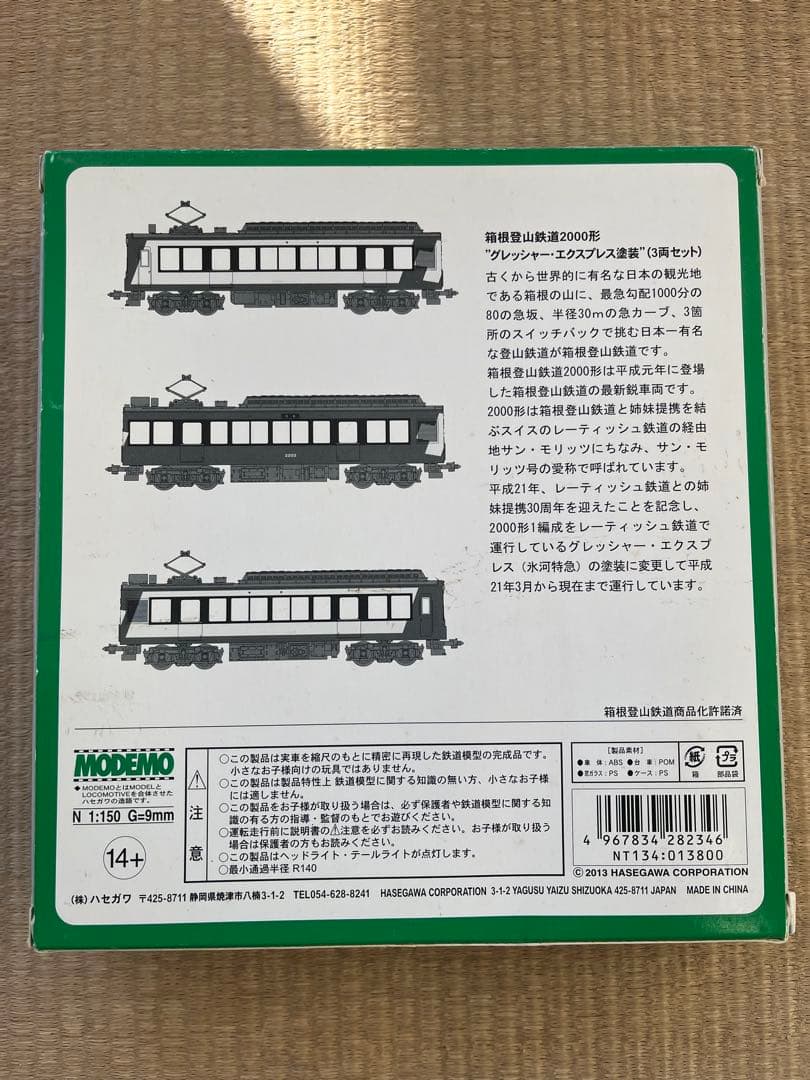 箱根登山鉄道2000形
"グレッシャー・エクスプレス塗装"(3両セット)
古くから世界的に有名な日本の観光地
である箱根の山に、最急勾配1000分の
80の急坂、半径30mの急カーブ、3箇
所のスイッチバックで挑む日本一有名
な登山鉄道が箱根登山鉄道です。
箱根登山鉄道2000形は平成元年に登場
した箱根登山鉄道の最新鋭車両です。
2000形は箱根登山鉄道と姉妹提携を結
ぶスイスのレーティッシュ鉄道の経由
地サン・モリッツにちなみ、サン・モ
リッツ号の愛称で呼ばれています。
平成21年、レーティッシュ鉄道との姉
妹提携30周年を迎えたことを記念し、
2000形1編成をレーティッシュ鉄道で
運行しているグレッシャー・エクスプ
レス(氷河特急)の塗装に変更して平成
21年3月から現在まで運行しています。
箱根登山鉄道商品化許諾済
MODEMO
◆MODEMOとはMODELと
LOCOMOTIVEを合体させた
ハセガワの造語です。
N 1:150 G=9mm
14+
注意
○この製品は実車を縮尺のもとに精密に再現した鉄道模型の完成品です。
小さなお子様向けの玩具ではありません。
○この製品は製品特性上 鉄道模型に関する知識の無い方、小さなお子様
には適しません。
○この製品をお子様が取り扱う場合は、必ず保護者や鉄道模型に関する知
識の有る方の指導・監督のもとでお遊びください。
○運転走行前に説明書の⚠注意を必ずお読みください。お子様が取り扱う
場合は保護者の方もお読みください。
○この製品はヘッドライト・テールライトが点灯します。
○最小通過半径 R140
【製品素材】
●車 体:ABS ●台 車:POM
●窓ガラス:PS ●ケース:PS
紙
箱
プラ
部品袋
4 967834 282346
NT134:013800
© 2013 HASEGAWA CORPORATION
(株)ハセガワ 〒425-8711 静岡県焼津市八楠3-1-2 TEL054-628-8241 HASEGAWA CORPORATION 3-1-2 YAGUSU YAIZU SHIZUOKA 425-8711 JAPAN MADE IN CHINA